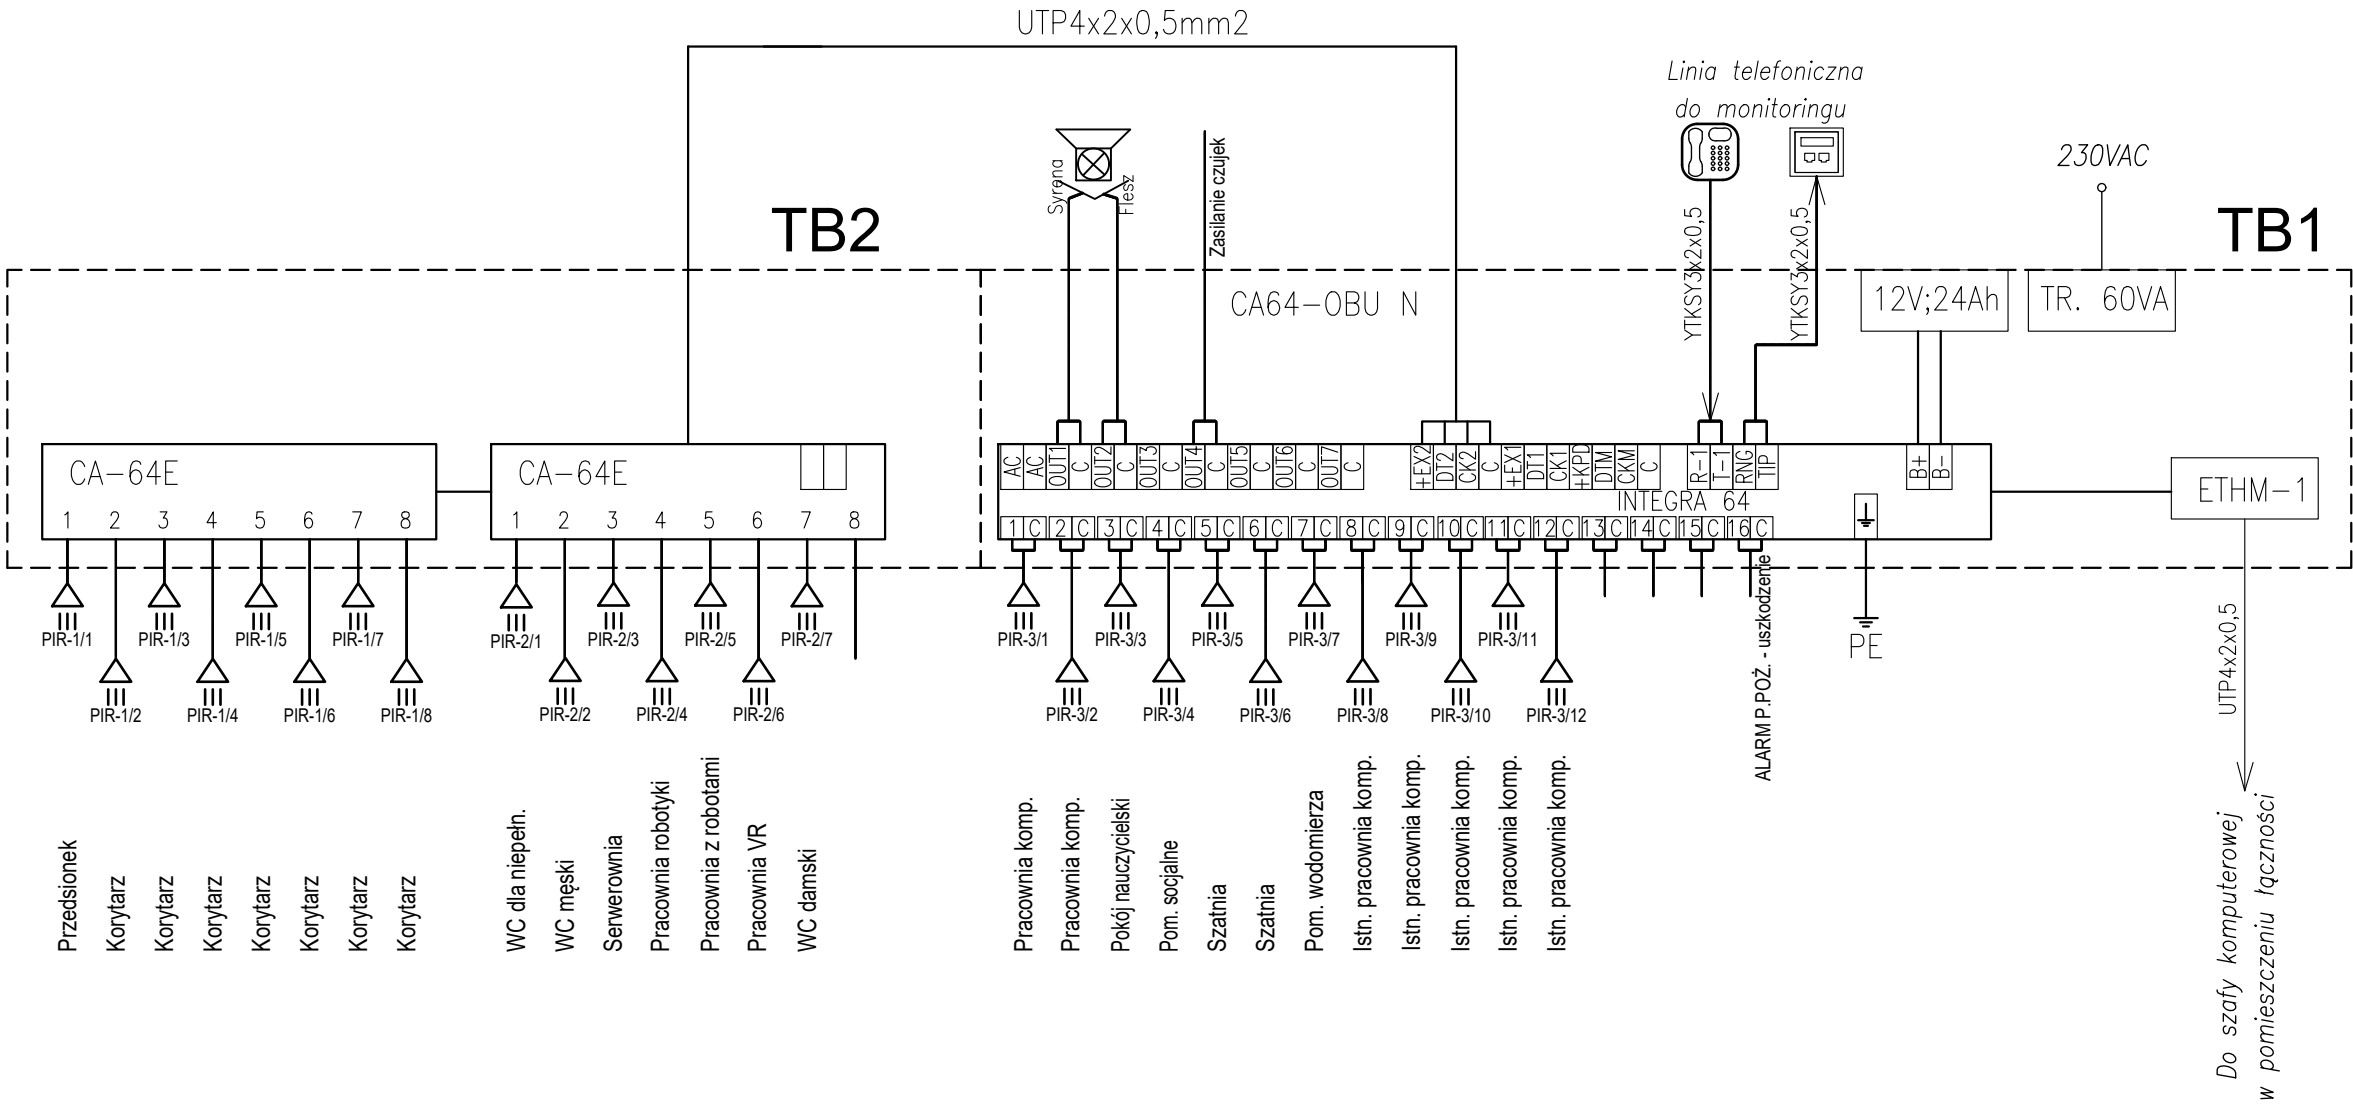 UTP4x2x0,5mm2
Linia telefoniczna
do monitoringu
230VAC
TB2
TB1
Syrena
Flesz
Zasilanie czujek
YTKSY3x2x0,5
YTKSY3x2x0,5
CA64-OBU N
12V;24Ah
TR. 60VA
CA-64E
1 2 3 4 5 6 7 8
CA-64E
1 2 3 4 5 6 7 8
AC AC OUT1 C OUT2 C OUT3 C OUT4 C OUT5 C OUT6 C OUT7 C +EX2 DT2 CK2 C +EX1 DT1 CK1 +KPD DTM CKM C R-1 T-1 RNG TIP B+ B-
INTEGRA 64
1 C 2 C 3 C 4 C 5 C 6 C 7 C 8 C 9 C 10 C 11 C 12 C 13 C 14 C 15 C 16 C
ETHM-1
PIR-1/1 PIR-1/3 PIR-1/5 PIR-1/7 PIR-2/1 PIR-2/3 PIR-2/5 PIR-2/7 PIR-3/1 PIR-3/3 PIR-3/5 PIR-3/7 PIR-3/9 PIR-3/11
PE
PIR-1/2 PIR-1/4 PIR-1/6 PIR-1/8 PIR-2/2 PIR-2/4 PIR-2/6 PIR-3/2 PIR-3/4 PIR-3/6 PIR-3/8 PIR-3/10 PIR-3/12
ALARM P.POŻ. - uszkodzenie
UTP4x2x0,5
Przedsionek
Korytarz
Korytarz
Korytarz
Korytarz
Korytarz
Korytarz
Korytarz
WC dla niepełn.
WC męski
Serwerownia
Pracownia robotyki
Pracownia z robotami
Pracownia VR
WC damski
Pracownia komp.
Pracownia komp.
Pokój nauczycielski
Pom. socjalne
Szatnia
Szatnia
Pom. wodomierza
Istn. pracownia komp.
Istn. pracownia komp.
Istn. pracownia komp.
Istn. pracownia komp.
Istn. pracownia komp.
Do szafy komputerowej
w pomieszczeniu łączności